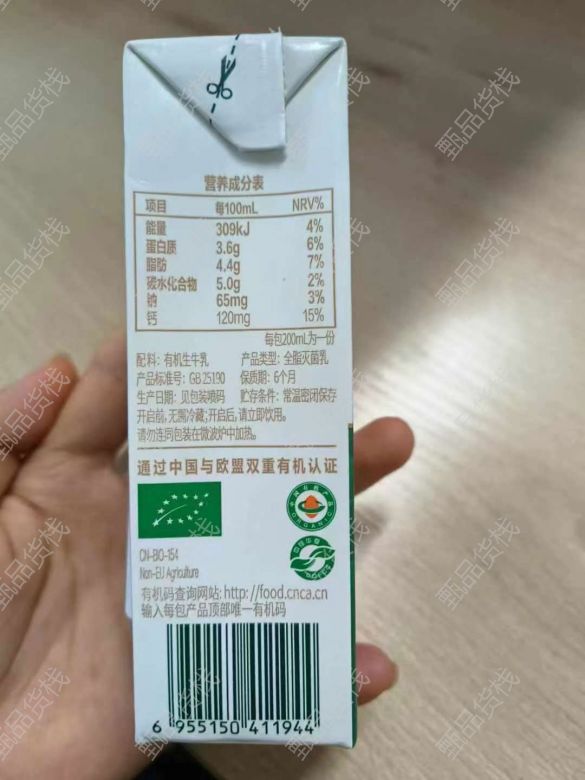 营养成分表
项目 每100mL NRV%
能量 309kJ 4%
蛋白质 3.6g 6%
脂肪 4.4g 7%
碳水化合物 5.0g 2%
钠 65mg 3%
钙 120mg 15%
每包200mL为一份
配料：有机生牛乳 产品类型：全脂灭菌乳
产品标准号：GB 25190 保质期：6个月
生产日期：见包装喷码 贮存条件：常温密闭保存
开启前，无需冷藏；开启后，请立即饮用。
请勿连同包装在微波炉中加热。
通过中国与欧盟双重有机认证
ORGANIC
CN-BIO-154
Non-EU Agriculture
有机码查询网站：http://food.cnca.cn
输入每包产品顶部唯一有机码
6 955150 411944
甄品货栈